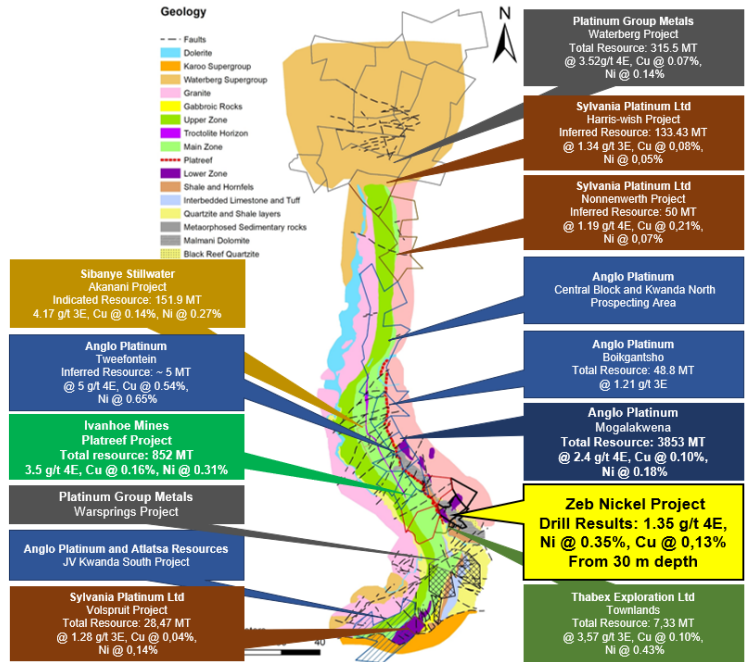 Geology
Faults
Dolerite
Karoo Supergroup
Waterberg Supergroup
Granite
Gabbroic Rocks
Upper Zone
Troctolite Horizon
Main Zone
Platreef
Lower Zone
Shale and Hornfels
Interbedded Limestone and Tuff
Quartzite and Shale layers
Metaorphosed Sedimentary rocks
Malmani Dolomite
Black Reef Quartzite
N
Platinum Group Metals
Waterberg Project
Total Resource: 315.5 MT
@ 3.52g/t 4E, Cu @ 0.07%,
Ni @ 0.14%
Sylvania Platinum Ltd
Harris-wish Project
Inferred Resource: 133.43 MT
@ 1.34 g/t 3E, Cu @ 0,08%,
Ni @ 0,05%
Sylvania Platinum Ltd
Nonnenwerth Project
Inferred Resource: 50 MT
@ 1.19 g/t 4E, Cu @ 0,21%,
Ni @ 0,07%
Anglo Platinum
Central Block and Kwanda North
Prospecting Area
Anglo Platinum
Boikgantsho
Total Resource: 48.8 MT
@ 1.21 g/t 3E
Anglo Platinum
Mogalakwena
Total Resource: 3853 MT
@ 2.4 g/t 4E, Cu @ 0.10%,
Ni @ 0.18%
Zeb Nickel Project
Drill Results: 1.35 g/t 4E,
Ni @ 0.35%, Cu @ 0,13%
From 30 m depth
Thabex Exploration Ltd
Townlands
Total Resource: 7,33 MT
@ 3,57 g/t 3E, Cu @ 0.10%,
Ni @ 0.43%
Sibanye Stillwater
Akanani Project
Indicated Resource: 151.9 MT
4.17 g/t 3E, Cu @ 0.14%, Ni @ 0.27%
Anglo Platinum
Tweefontein
Inferred Resource: ~ 5 MT
@ 5 g/t 4E, Cu @ 0.54%,
Ni @ 0.65%
Ivanhoe Mines
Platreef Project
Total resource: 852 MT
3.5 g/t 4E, Cu @ 0.16%, Ni @ 0.31%
Platinum Group Metals
Warsprings Project
Anglo Platinum and Atlatsa Resources
JV Kwanda South Project
Sylvania Platinum Ltd
Volspruit Project
Total Resource: 28,47 MT
@ 1.28 g/t 3E, Cu @ 0,04%,
Ni @ 0,14%
40